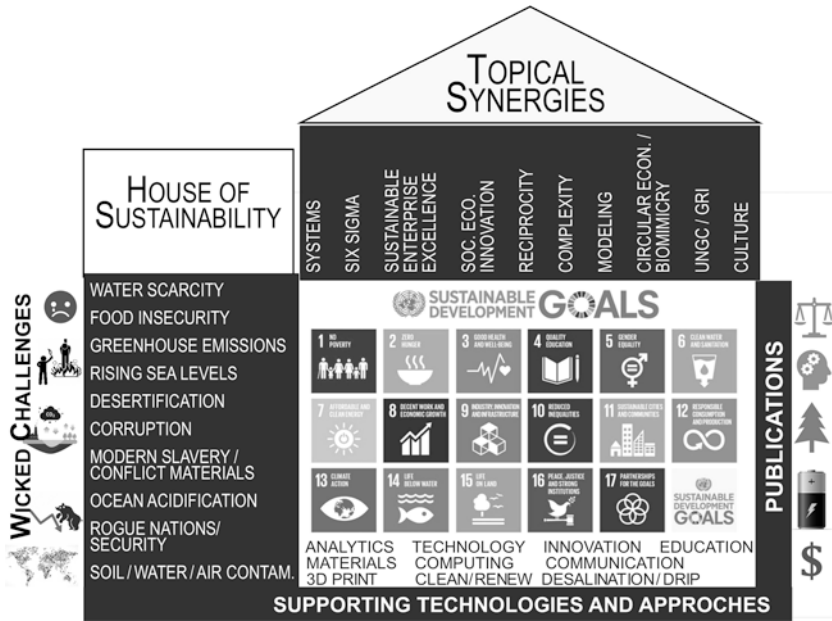 TOPICAL
SYNERGIES
HOUSE OF
SUSTAINABILITY
SYSTEMS
SIX SIGMA
SUSTAINABLE
ENTERPRISE
EXCELLENCE
SOC. ECO.
INNOVATION
RECIPROCITY
COMPLEXITY
MODELING
CIRCULAR ECON. /
BIOMIMICRY
UNGC / GRI
CULTURE
WICKED CHALLENGES
WATER SCARCITY
FOOD INSECURITY
GREENHOUSE EMISSIONS
RISING SEA LEVELS
DESERTIFICATION
CORRUPTION
MODERN SLAVERY /
CONFLICT MATERIALS
OCEAN ACIDIFICATION
ROGUE NATIONS/
SECURITY
SOIL / WATER / AIR CONTAM.
SUSTAINABLE
DEVELOPMENT
GOALS
1 NO
POVERTY
2 ZERO
HUNGER
3 GOOD HEALTH
AND WELL-BEING
4 QUALITY
EDUCATION
5 GENDER
EQUALITY
6 CLEAN WATER
AND SANITATION
7 AFFORDABLE AND
CLEAN ENERGY
8 DECENT WORK AND
ECONOMIC GROWTH
9 INDUSTRY, INNOVATION
AND INFRASTRUCTURE
10 REDUCED
INEQUALITIES
11 SUSTAINABLE CITIES
AND COMMUNITIES
12 RESPONSIBLE
CONSUMPTION
AND PRODUCTION
13 CLIMATE
ACTION
14 LIFE
BELOW WATER
15 LIFE
ON LAND
16 PEACE, JUSTICE
AND STRONG
INSTITUTIONS
17 PARTNERSHIPS
FOR THE GOALS
SUSTAINABLE
DEVELOPMENT
GOALS
ANALYTICS TECHNOLOGY INNOVATION EDUCATION
MATERIALS COMPUTING COMMUNICATION
3D PRINT CLEAN/RENEW DESALINATION/DRIP
PUBLICATIONS
$
SUPPORTING TECHNOLOGIES AND APPROCHES